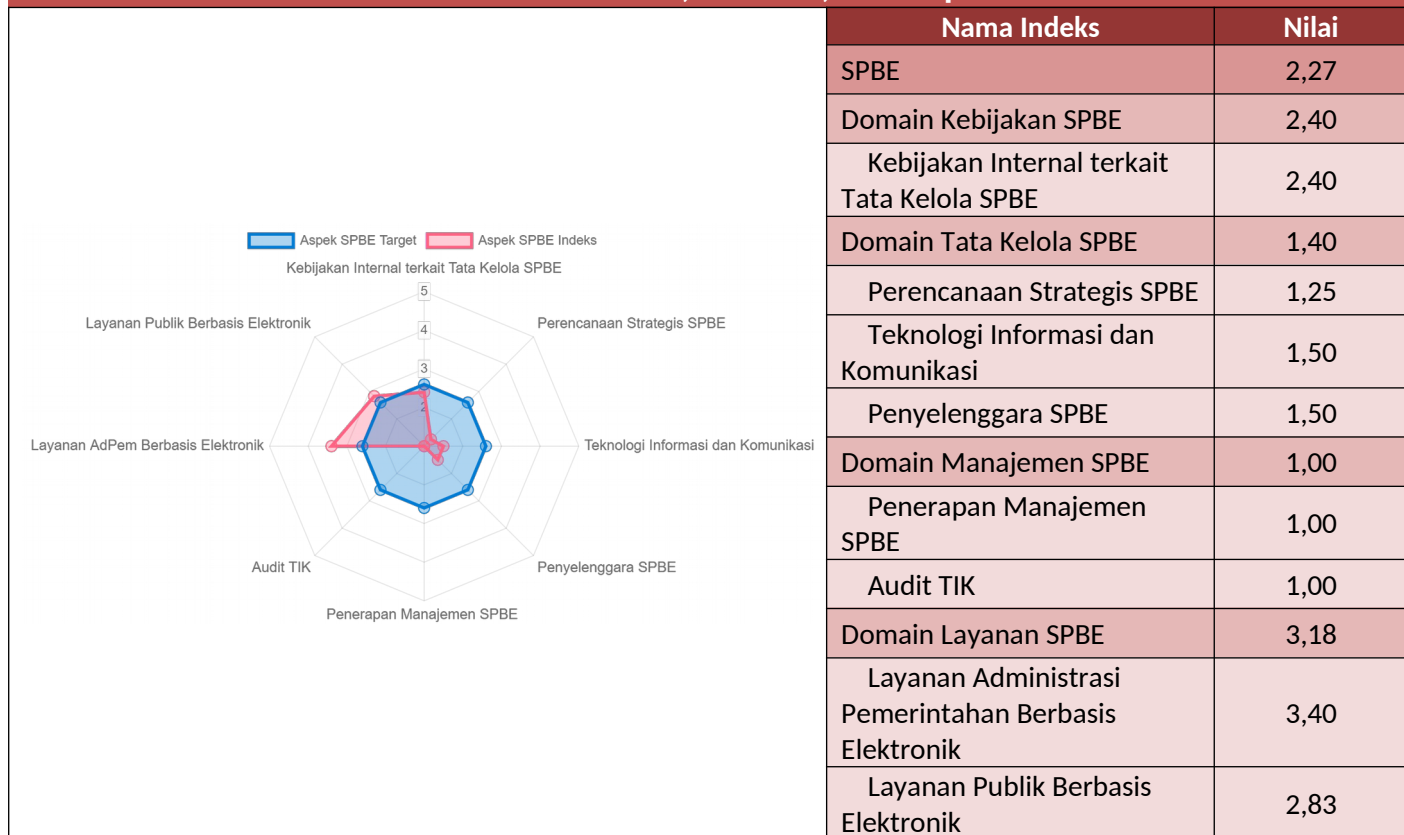 Aspek SPBE Target
Aspek SPBE Indeks
Kebijakan Internal terkait Tata Kelola SPBE
5
Layanan Publik Berbasis Elektronik
Perencanaan Strategis SPBE
4
3
2
Layanan AdPem Berbasis Elektronik
Teknologi Informasi dan Komunikasi
Audit TIK
Penyelenggara SPBE
Penerapan Manajemen SPBE
Nama Indeks Nilai
SPBE 2,27
Domain Kebijakan SPBE 2,40
Kebijakan Internal terkait
Tata Kelola SPBE 2,40
Domain Tata Kelola SPBE 1,40
Perencanaan Strategis SPBE 1,25
Teknologi Informasi dan
Komunikasi 1,50
Penyelenggara SPBE 1,50
Domain Manajemen SPBE 1,00
Penerapan Manajemen
SPBE 1,00
Audit TIK 1,00
Domain Layanan SPBE 3,18
Layanan Administrasi
Pemerintahan Berbasis 3,40
Elektronik
Layanan Publik Berbasis
Elektronik 2,83